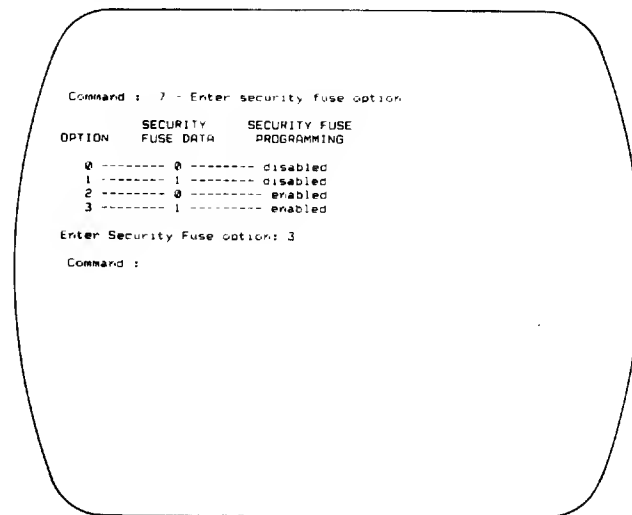 Command : 7 - Enter security fuse option
SECURITY SECURITY FUSE
OPTION FUSE DATA PROGRAMMING
0 -------- 0 -------- disabled
1 -------- 1 -------- disabled
2 -------- 0 --------- enabled
3 -------- 1 --------- enabled
Enter Security Fuse option: 3
Command :